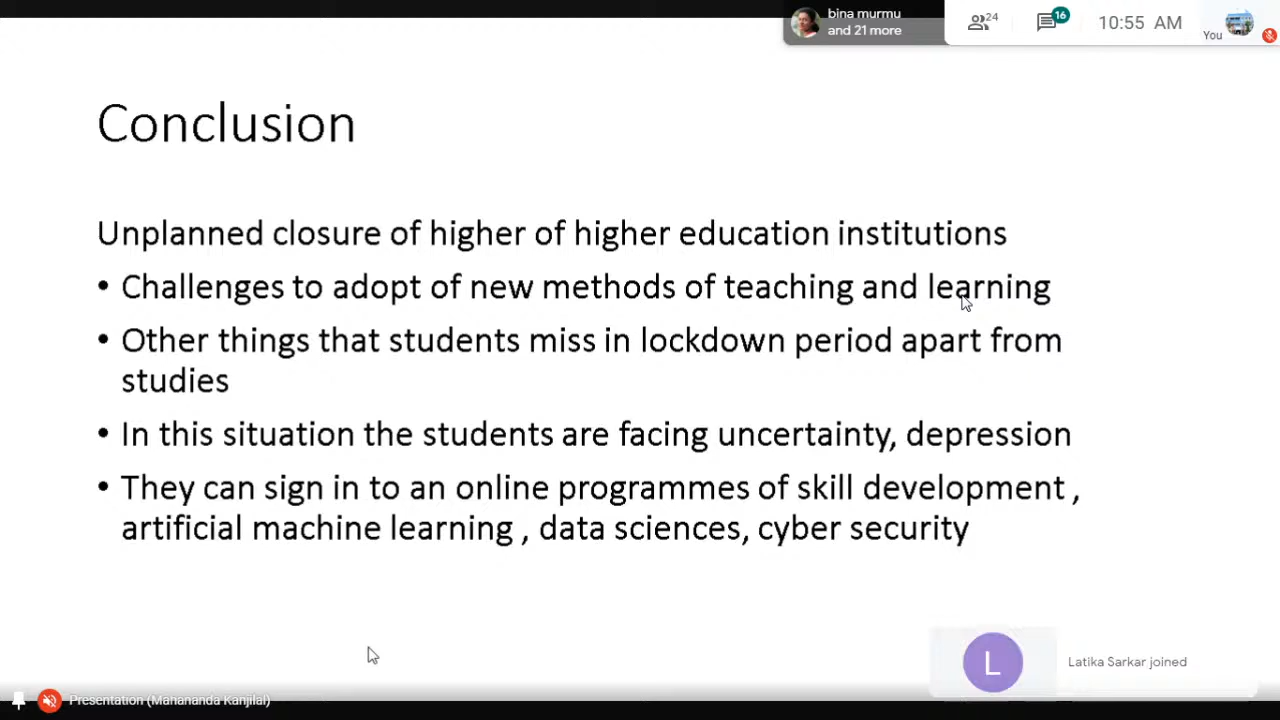 bina murmu
and 21 more
24
16
10:55 AM
You
Conclusion
Unplanned closure of higher of higher education institutions
• Challenges to adopt of new methods of teaching and learning
• Other things that students miss in lockdown period apart from
studies
• In this situation the students are facing uncertainty, depression
• They can sign in to an online programmes of skill development ,
artificial machine learning , data sciences, cyber security
L
Latika Sarkar joined
Presentation (Mahananda Kanjilal)